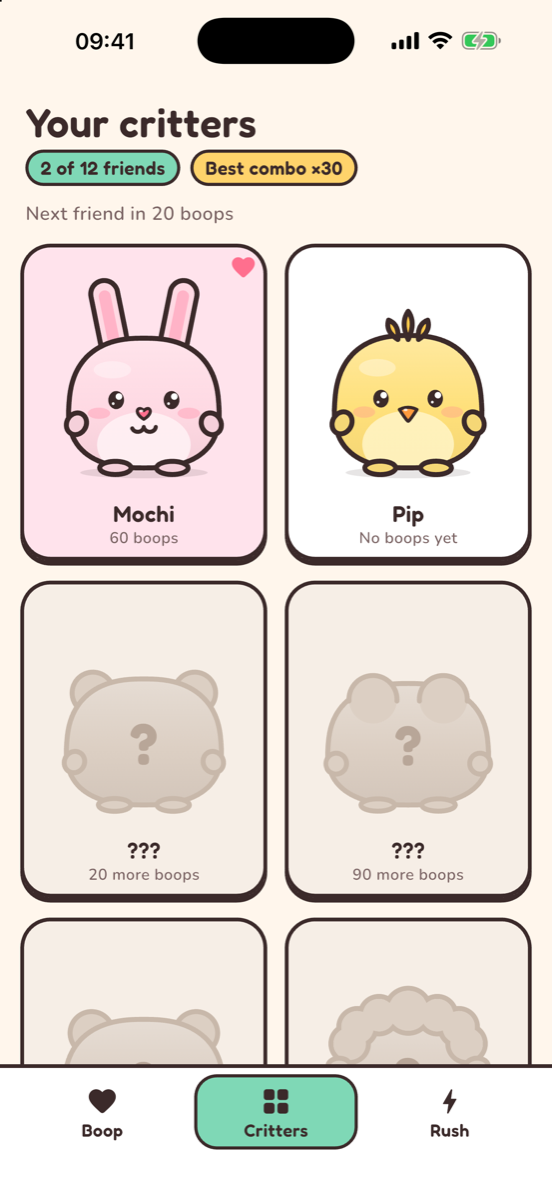 09:41
Your critters
2 of 12 friends
Best combo ×30
Next friend in 20 boops
Mochi
60 boops
Pip
No boops yet
?
?
???
20 more boops
???
90 more boops
Boop
Critters
Rush